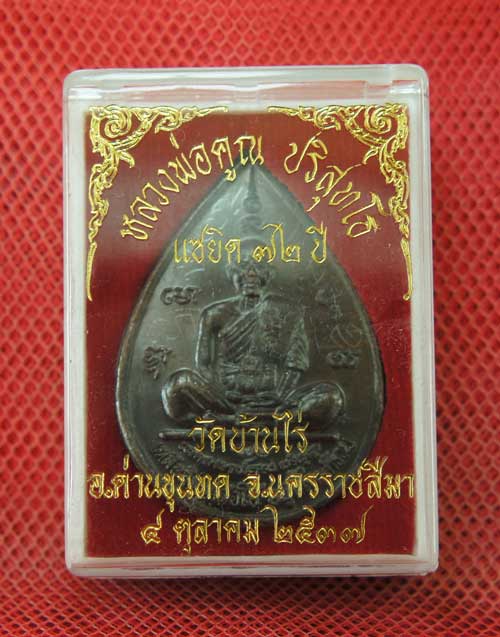 หลวงพ่อคูณ ปริสุทโธ
แซยิด ๗๒ ปี
วัดบ้านไร่
อ.ด่านขุนทด จ.นครราชสีมา
๔ ตุลาคม ๒๕๓๗